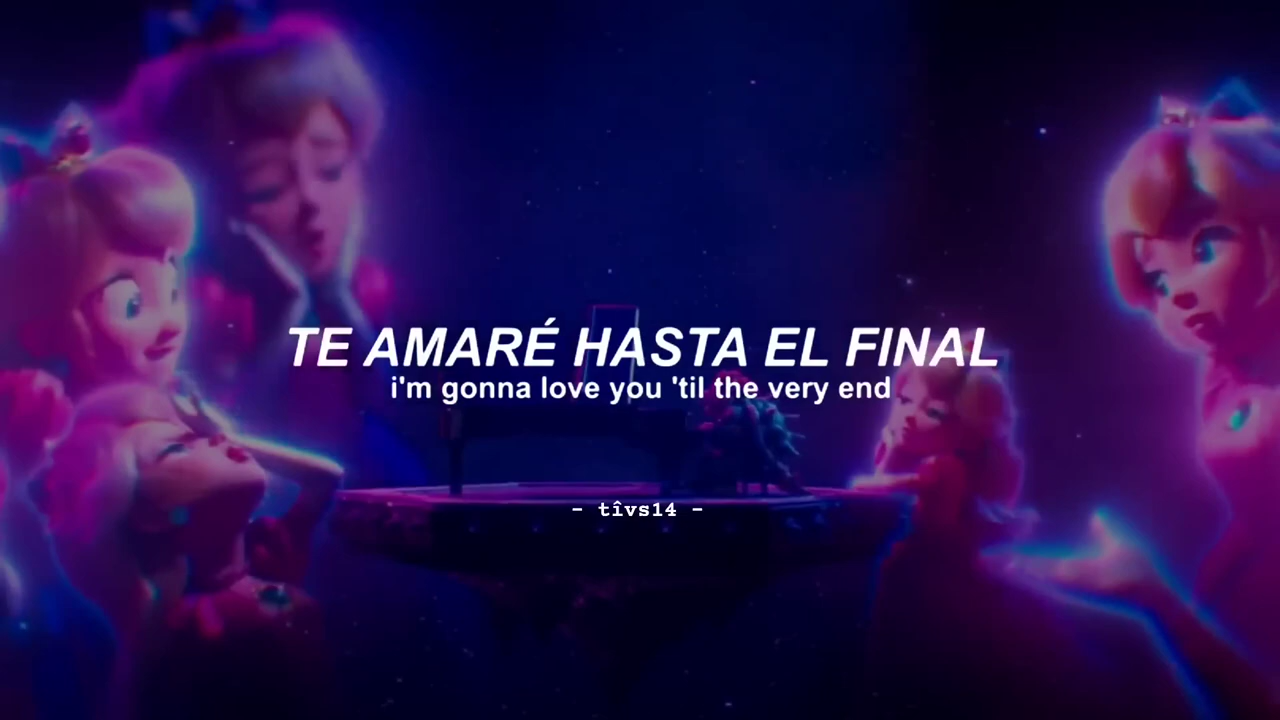 TE AMARÉ HASTA EL FINAL
i'm gonna love you 'til the very end
- tîvs14 -